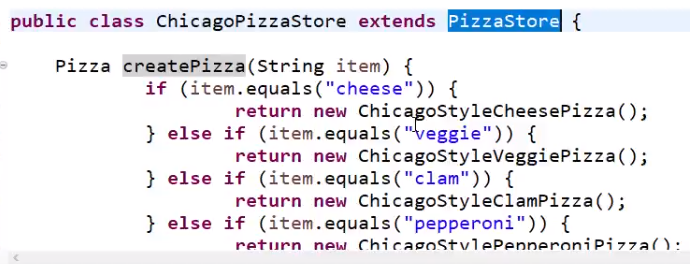 public class ChicagoPizzaStore extends PizzaStore {
Pizza createPizza(String item) {
if (item.equals("cheese")) {
return new ChicagoStyleCheesePizza();
} else if (item.equals("veggie")) {
return new ChicagoStyleVeggiePizza();
} else if (item.equals("clam")) {
return new ChicagoStyleClamPizza();
} else if (item.equals("pepperoni")) {
return new ChicagoStylePepperoniPizza();